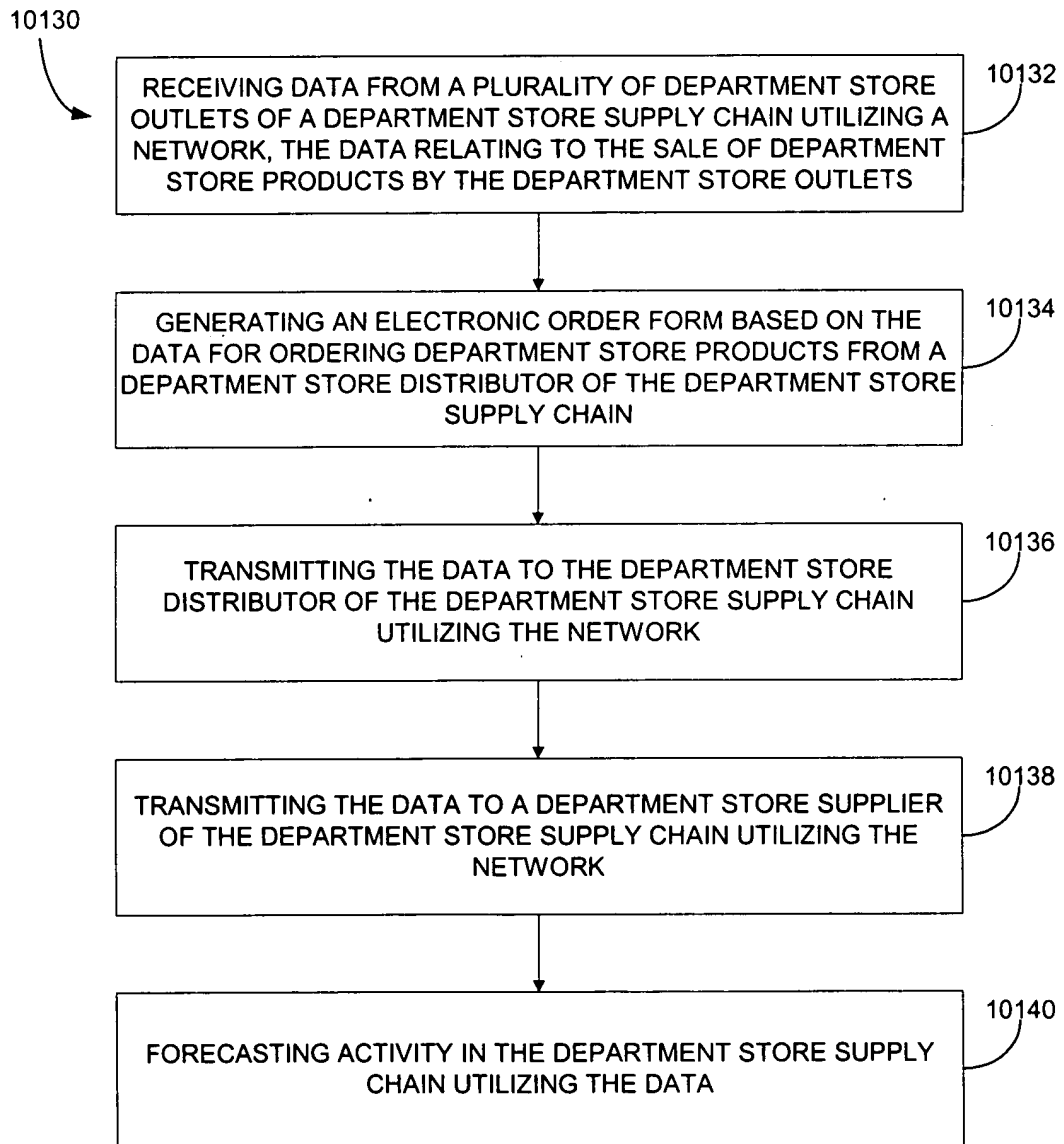 10130
10132
RECEIVING DATA FROM A PLURALITY OF DEPARTMENT STORE
OUTLETS OF A DEPARTMENT STORE SUPPLY CHAIN UTILIZING A
NETWORK, THE DATA RELATING TO THE SALE OF DEPARTMENT
STORE PRODUCTS BY THE DEPARTMENT STORE OUTLETS
10134
GENERATING AN ELECTRONIC ORDER FORM BASED ON THE
DATA FOR ORDERING DEPARTMENT STORE PRODUCTS FROM A
DEPARTMENT STORE DISTRIBUTOR OF THE DEPARTMENT STORE
SUPPLY CHAIN
10136
TRANSMITTING THE DATA TO THE DEPARTMENT STORE
DISTRIBUTOR OF THE DEPARTMENT STORE SUPPLY CHAIN
UTILIZING THE NETWORK
10138
TRANSMITTING THE DATA TO A DEPARTMENT STORE SUPPLIER
OF THE DEPARTMENT STORE SUPPLY CHAIN UTILIZING THE
NETWORK
10140
FORECASTING ACTIVITY IN THE DEPARTMENT STORE SUPPLY
CHAIN UTILIZING THE DATA